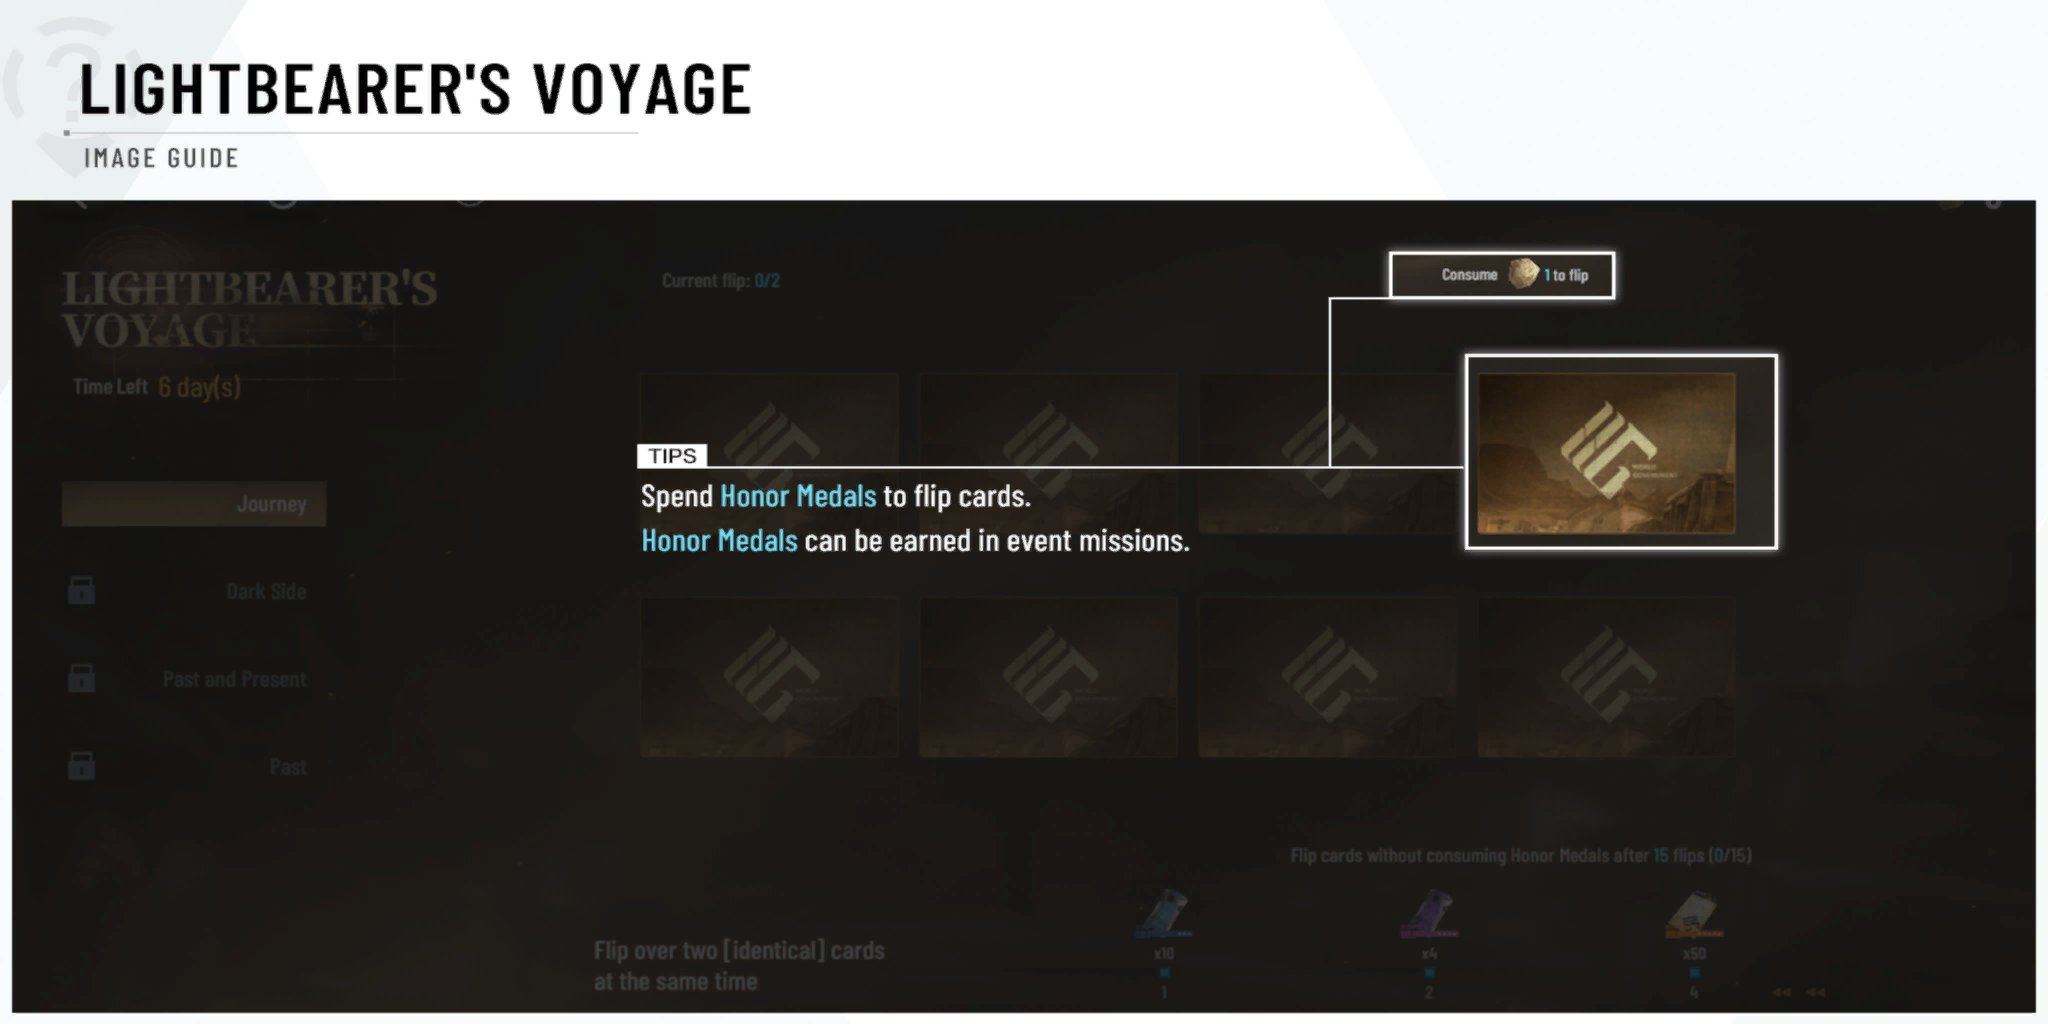 LIGHTBEARER'S VOYAGE
IMAGE GUIDE
LIGHTBEARER'S
VOYAGE
Time Left 6 day(s)
Current flip: 0/2
Consume 1 to flip
Journey
Dark Side
Past and Present
Past
WORLD
GOVERNMENT
TIPS
Spend Honor Medals to flip cards.
Honor Medals can be earned in event missions.
Flip cards without consuming Honor Medals after 15 flips (0/15)
Flip over two [identical] cards
at the same time
x10
x4
x50
1
2
4